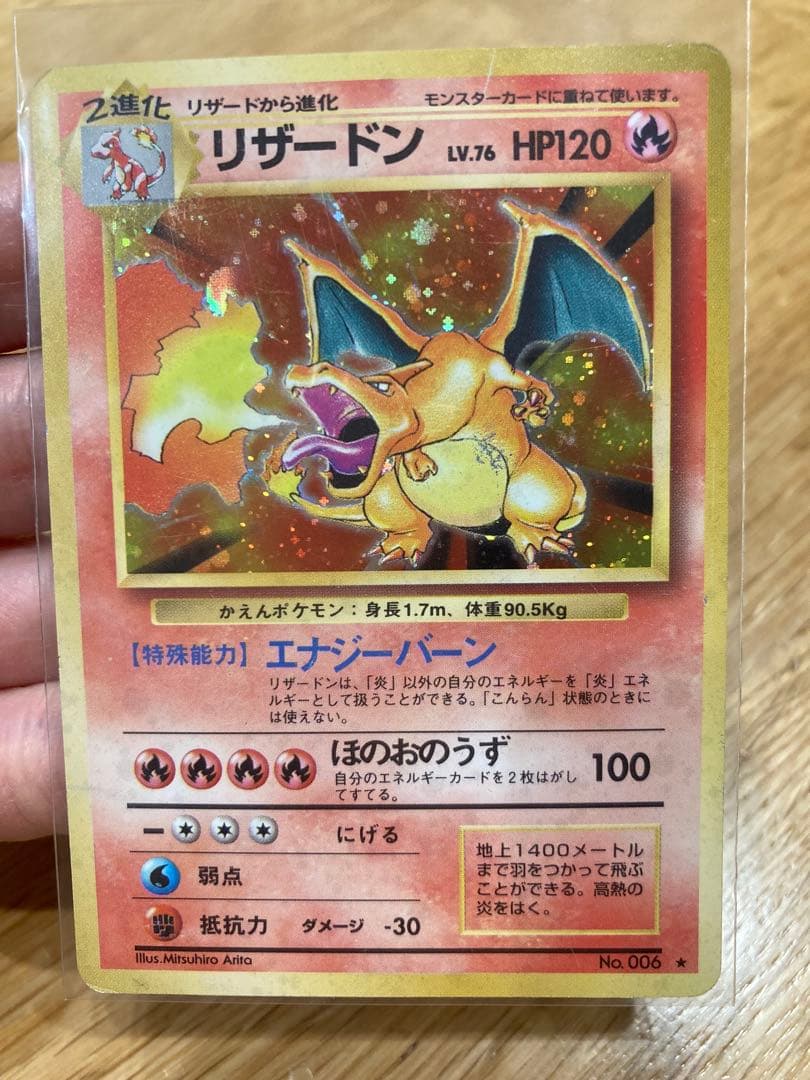 2進化 リザードから進化 モンスターカードに重ねて使います。
リザードン LV.76 HP120
かえんポケモン：身長1.7m、体重90.5Kg
【特殊能力】エナジーバーン
リザードンは、「炎」以外の自分のエネルギーを「炎」エネ
ルギーとして扱うことができる。「こんらん」状態のときに
は使えない。
ほのおのうず 100
自分のエネルギーカードを2枚はがし
てすてる。
にげる
弱点
抵抗力 ダメージ -30
地上1400メートル
まで羽をつかって飛ぶ
ことができる。高熱の
炎をはく。
Illus.Mitsuhiro Arita No. 006 ★